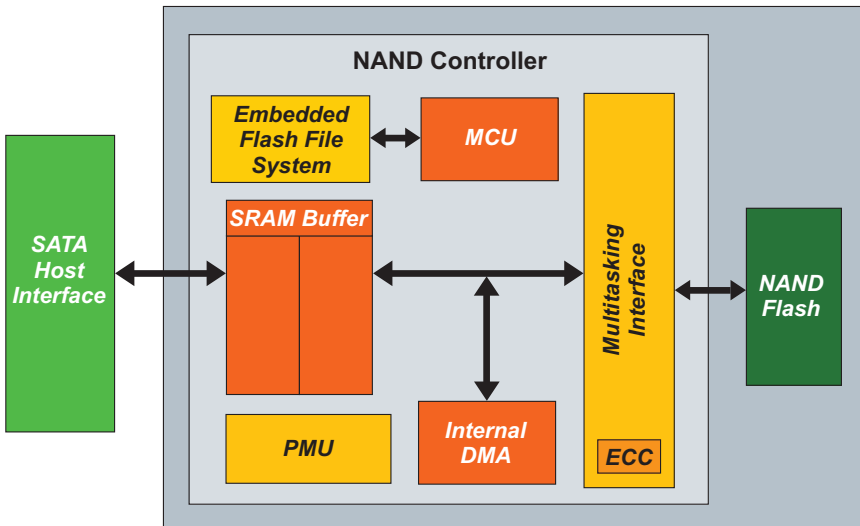 NAND Controller
Embedded
Flash File
System
MCU
SRAM Buffer
SATA
Host
Interface
Multitasking
Interface
NAND
Flash
PMU
Internal
DMA
ECC